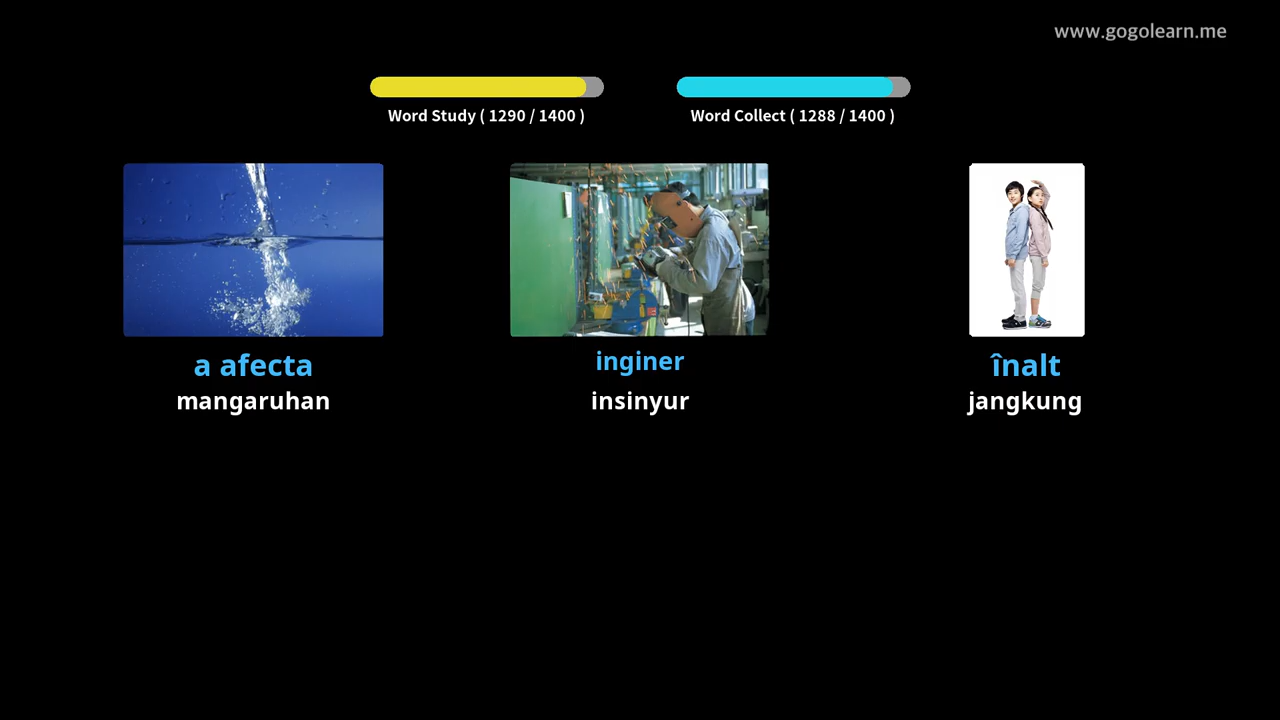 www.gogolearn.me
Word Study ( 1290 / 1400 )
Word Collect ( 1288 / 1400 )
a afecta
mangaruhan
inginer
insinyur
înalt
jangkung